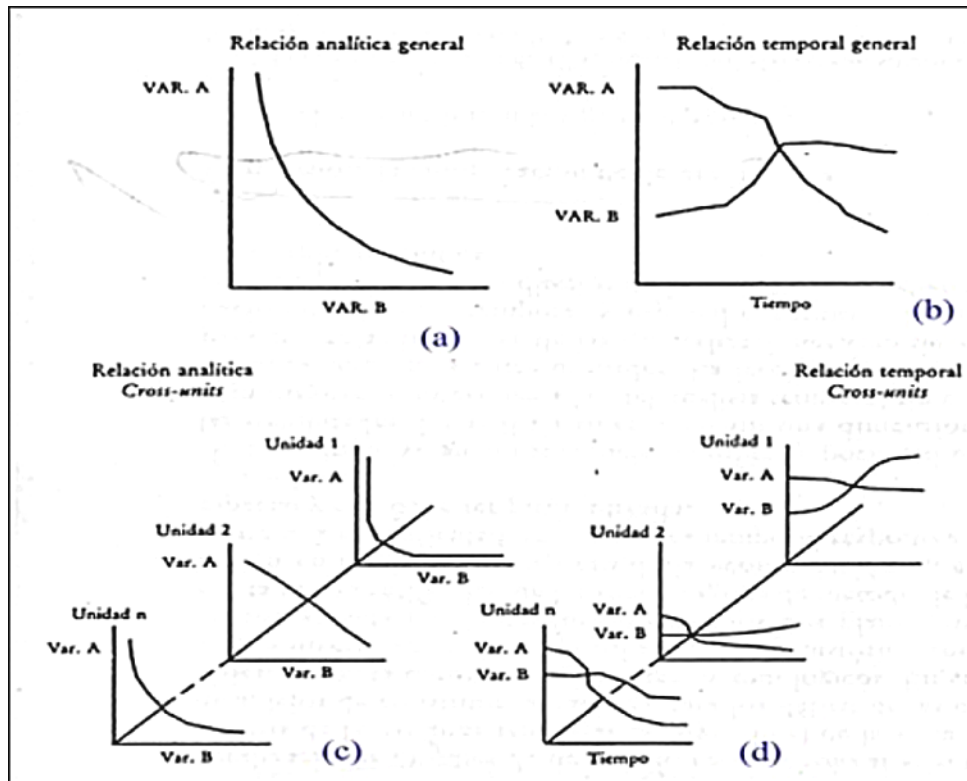 Relación analítica general
VAR. A
VAR. B
(a)
Relación temporal general
VAR. A
VAR. B
Tiempo
(b)
Relación analítica
Cross-units
Unidad 1
Var. A
Var. B
Unidad 2
Var. A
Var. B
Unidad n
Var. A
Var. B
(c)
Relación temporal
Cross-units
Unidad 1
Var. A
Var. B
Unidad 2
Var. A
Var. B
Unidad n
Var. A
Var. B
Tiempo
(d)